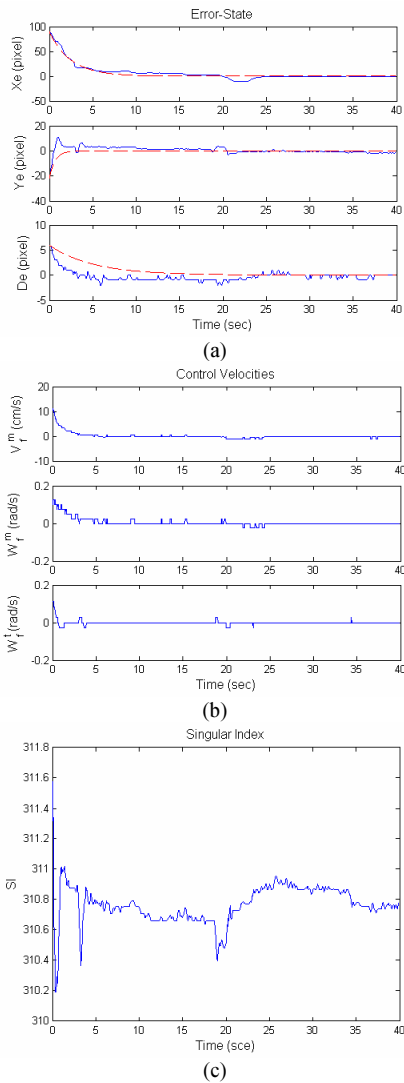 Error-State
100
50
0
50
Xe (pixel)
0 5 10 15 20 25 30 35 40
20
0
-20
-40
Ye (pixel)
0 5 10 15 20 25 30 35 40
10
5
0
5
De (pixel)
0 5 10 15 20 25 30 35 40
Time (sec)
(a)
Control Velocities
20
10
0
-10
V_f^m (cm/s)
0 5 10 15 20 25 30 35 40
0.2
0
-0.2
W_f^m (rad/s)
0 5 10 15 20 25 30 35 40
0.2
0
-0.2
W_f^t (rad/s)
0 5 10 15 20 25 30 35 40
Time (sec)
(b)
Singular Index
311.8
311.6
311.4
311.2
311
310.8
310.6
310.4
310.2
310
SI
0 5 10 15 20 25 30 35 40
Time (sce)
(c)